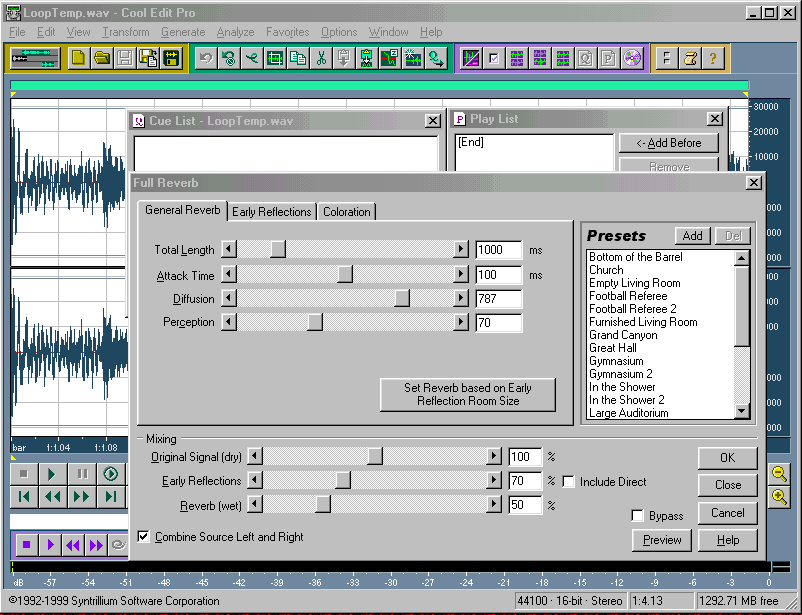 LoopTemp.wav - Cool Edit Pro
File Edit View Transform Generate Analyze Favorites Options Window Help
F ?
30000
20000
10000
Cue List - LoopTemp.wav
Play List
[End]
<- Add Before
Remove
Full Reverb
General Reverb Early Reflections Coloration
Total Length 1000 ms
Attack Time 100 ms
Diffusion 787
Perception 70
Set Reverb based on Early
Reflection Room Size
Presets Add Del
Bottom of the Barrel
Church
Empty Living Room
Football Referee
Football Referee 2
Furnished Living Room
Grand Canyon
Great Hall
Gymnasium
Gymnasium 2
In the Shower
In the Shower 2
Large Auditorium
bar 1:1.04 1:1.08
Mixing
Original Signal (dry) 100 %
Early Reflections 70 % Include Direct
Reverb (wet) 50 %
Combine Source Left and Right
OK
Close
Cancel
Bypass
Preview Help
dB -57 -54 -51 -48 -45 -42 -39 -36 -33 -30 -27 -24 -21 -18 -15 -12 -9 -6 -3 0
©1992-1999 Syntrillium Software Corporation
44100 · 16-bit · Stereo 1:4.13 1292.71 MB free